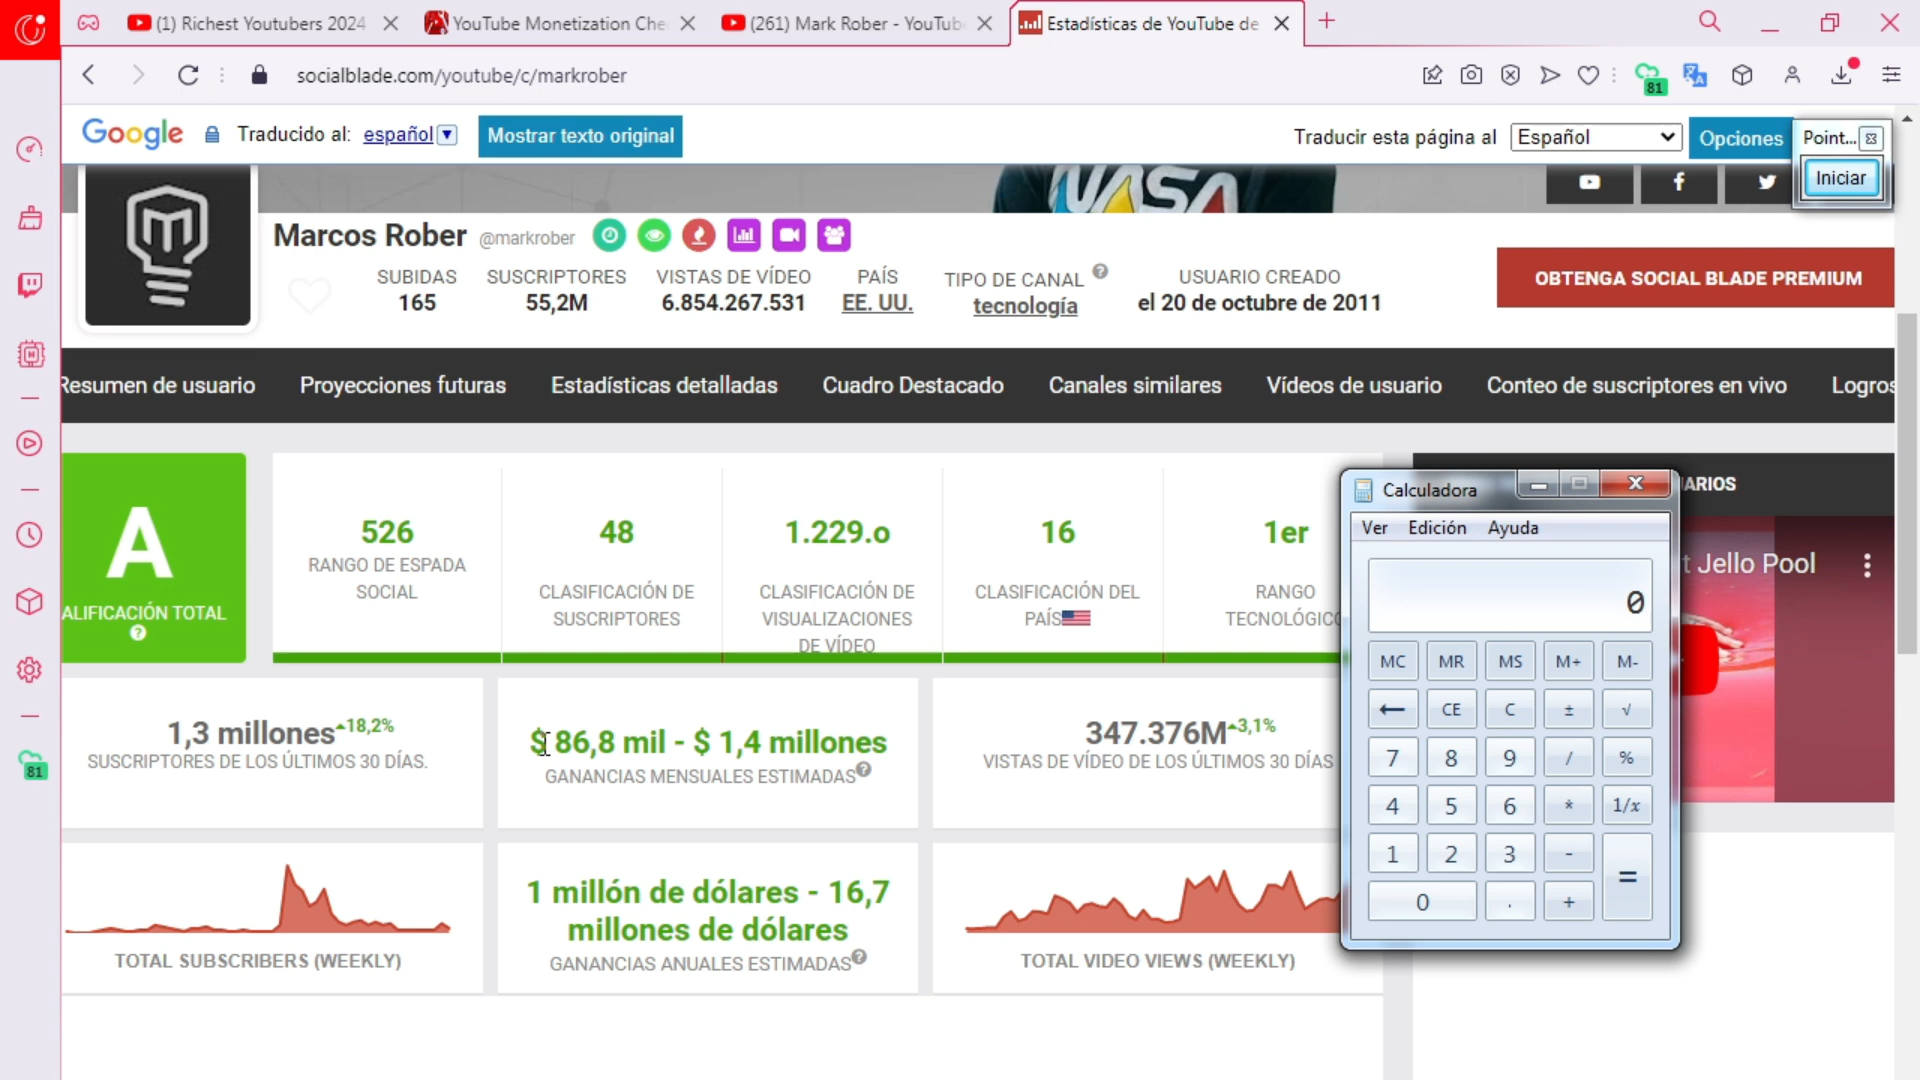 (1) Richest Youtubers 2024
YouTube Monetization Che
(261) Mark Rober - YouTub
Estadísticas de YouTube de
socialblade.com/youtube/c/markrober
81
Google
Traducido al: español
Mostrar texto original
Traducir esta página al
Español
Opciones
Point...
Iniciar
NASA
Marcos Rober @markrober
SUBIDAS
165
SUSCRIPTORES
55,2M
VISTAS DE VÍDEO
6.854.267.531
PAÍS
EE. UU.
TIPO DE CANAL ?
tecnología
USUARIO CREADO
el 20 de octubre de 2011
OBTENGA SOCIAL BLADE PREMIUM
Resumen de usuario
Proyecciones futuras
Estadísticas detalladas
Cuadro Destacado
Canales similares
Vídeos de usuario
Conteo de suscriptores en vivo
Logros
A
ALIFICACIÓN TOTAL
?
526
RANGO DE ESPADA
SOCIAL
48
CLASIFICACIÓN DE
SUSCRIPTORES
1.229.o
CLASIFICACIÓN DE
VISUALIZACIONES
DE VÍDEO
16
CLASIFICACIÓN DEL
PAÍS
1er
RANGO
TECNOLÓGICO
ARIOS
t Jello Pool
Calculadora
Ver Edición Ayuda
0
MC MR MS M+ M-
← CE C ± √
7 8 9 / %
4 5 6 * 1/x
1 2 3 - =
0 . +
1,3 millones 18,2%
SUSCRIPTORES DE LOS ÚLTIMOS 30 DÍAS.
$ 86,8 mil - $ 1,4 millones
GANANCIAS MENSUALES ESTIMADAS ?
347.376M 3,1%
VISTAS DE VÍDEO DE LOS ÚLTIMOS 30 DÍAS
81
TOTAL SUBSCRIBERS (WEEKLY)
1 millón de dólares - 16,7
millones de dólares
GANANCIAS ANUALES ESTIMADAS ?
TOTAL VIDEO VIEWS (WEEKLY)